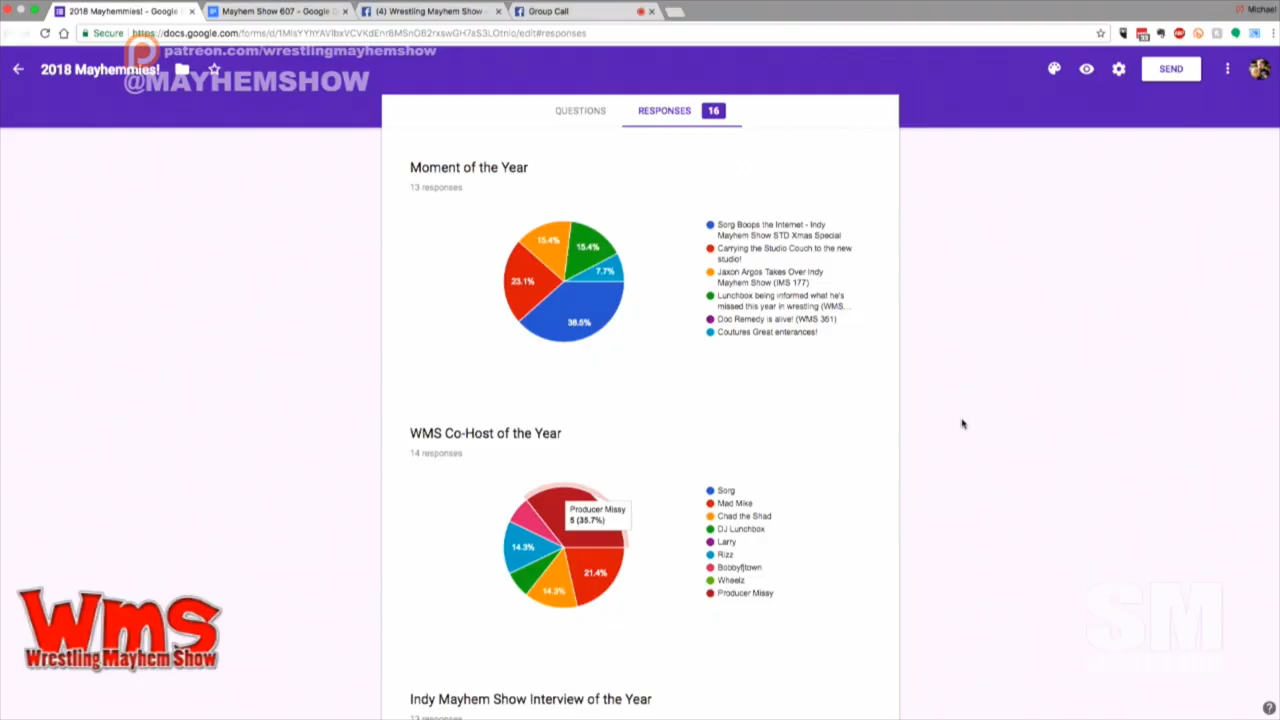 2018 Mayhemmies! - Google
Mayhem Show 607 - Google D
(4) Wrestling Mayhem Show
Group Call
Michael
Secure
patreon.com/wrestlingmayhemshow
2018 Mayhemmies!
@MAYHEMSHOW
SEND
QUESTIONS
RESPONSES
16
Moment of the Year
13 responses
15.4%
15.4%
7.7%
23.1%
38.5%
Sorg Boops the Internet - Indy
Mayhem Show STD Xmas Special
Carrying the Studio Couch to the new
studio!
Jaxon Argos Takes Over Indy
Mayhem Show (IMS 177)
Lunchbox being informed what he's
missed this year in wrestling (WMS...
Doc Remedy is alive! (WMS 351)
Coutures Great enterances!
WMS Co-Host of the Year
14 responses
Producer Missy
5 (35.7%)
14.3%
21.4%
14.3%
Sorg
Mad Mike
Chad the Shad
DJ Lunchbox
Larry
Rizz
Bobbyfjtown
Wheelz
Producer Missy
WMS
Wrestling Mayhem Show
SM
Indy Mayhem Show Interview of the Year
13 responses